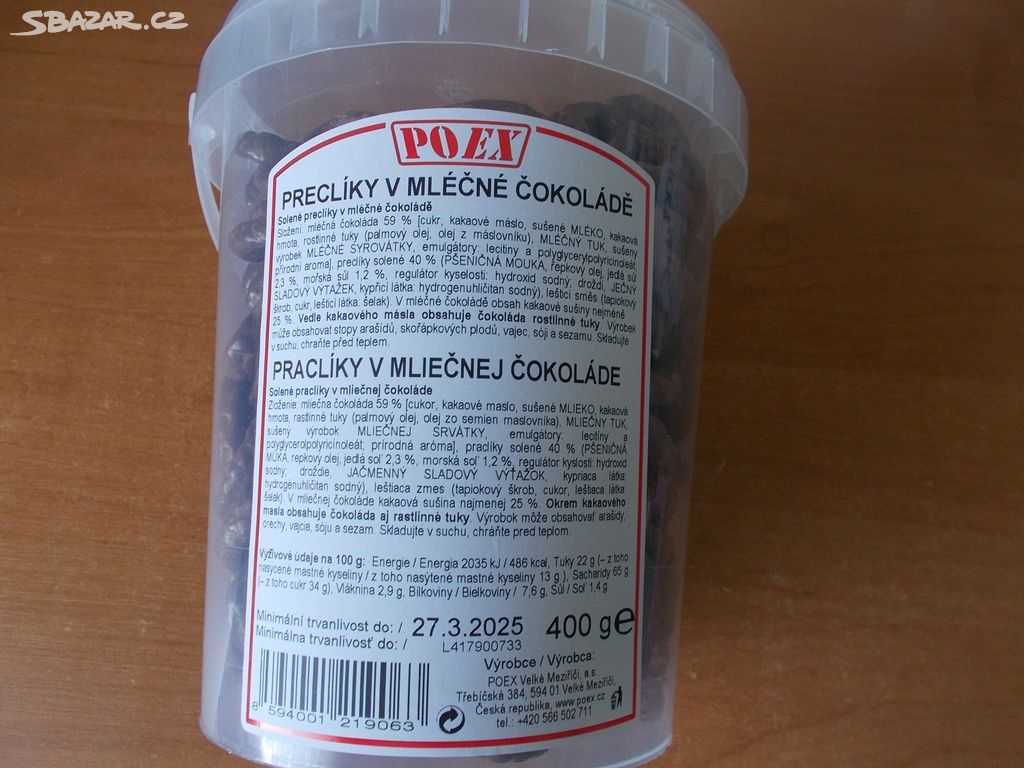 SBAZAR.CZ
POEX
PRECLÍKY V MLÉČNÉ ČOKOLÁDĚ
Solené preclíky v mléčné čokoládě
Složení: mléčná čokoláda 59 % [cukr, kakaové máslo, sušené MLÉKO, kakaová
hmota, rostlinné tuky (palmový olej, olej z máslovníku), MLÉČNÝ TUK, sušený
výrobek MLÉČNÉ SYROVÁTKY, emulgátory: lecitiny a polyglycerylpolyricinoleát,
přírodní aroma], preclíky solené 40 % (PŠENIČNÁ MOUKA, řepkový olej, jedlá sůl
2,3 %, mořská sůl 1,2 %, regulátor kyselosti: hydroxid sodný, droždí, JEČNÝ
SLADOVÝ VÝTAŽEK, kypřicí látka: hydrogenuhličitan sodný), lešticí směs (tapiokový
škrob, cukr, lešticí látka: šelak). V mléčné čokoládě obsah kakaové sušiny nejméně
25 %. Vedle kakaového másla obsahuje čokoláda rostlinné tuky. Výrobek
může obsahovat stopy arašídů, skořápkových plodů, vajec, sóji a sezamu. Skladujte
v suchu, chraňte před teplem.
PRACLÍKY V MLIEČNEJ ČOKOLÁDE
Solené praclíky v mliečnej čokoláde
Zloženie: mliečna čokoláda 59 % [cukor, kakaové maslo, sušené MLIEKO, kakaová
hmota, rastlinné tuky (palmový olej, olej zo semien maslovníka), MLIEČNY TUK,
sušený výrobok MLIEČNEJ SRVÁTKY, emulgátory: lecitíny a
polyglycerolpolyricínoleát, prírodná aróma], praclíky solené 40 % (PŠENIČNÁ
MÚKA, repkový olej, jedlá soľ 2,3 %, morská soľ 1,2 %, regulátor kyslosti: hydroxid
sodný, droždie, JAČMENNÝ SLADOVÝ VÝŤAŽOK, kypriaca látka:
hydrogénuhličitan sodný), leštiaca zmes (tapiokový škrob, cukor, leštiaca látka:
šelak). V mliečnej čokoláde kakaová sušina najmenej 25 %. Okrem kakaového
masla obsahuje čokoláda aj rastlinné tuky. Výrobok môže obsahovať arašidy,
orechy, vajcia, sóju a sezam. Skladujte v suchu, chráňte pred teplom.
Výživové údaje na 100 g: Energie / Energia 2035 kJ / 486 kcal, Tuky 22 g (– z toho
nasycené mastné kyseliny / z toho nasýtené mastné kyseliny 13 g ), Sacharidy 65 g
(– z toho cukr 34 g), Vláknina 2,9 g, Bílkoviny / Bielkoviny / 7,6 g, Sůl / Soľ 1,4 g.
Minimální trvanlivost do: / 27.3.2025 400 g e
Minimálna trvanlivosť do: / L417900733
Výrobce / Výrobca:
POEX Velké Meziříčí, a.s.
Třebíčská 384, 594 01 Velké Meziříčí,
Česká republika, www.poex.cz
tel.: +420 566 502 711
8 594001 219063